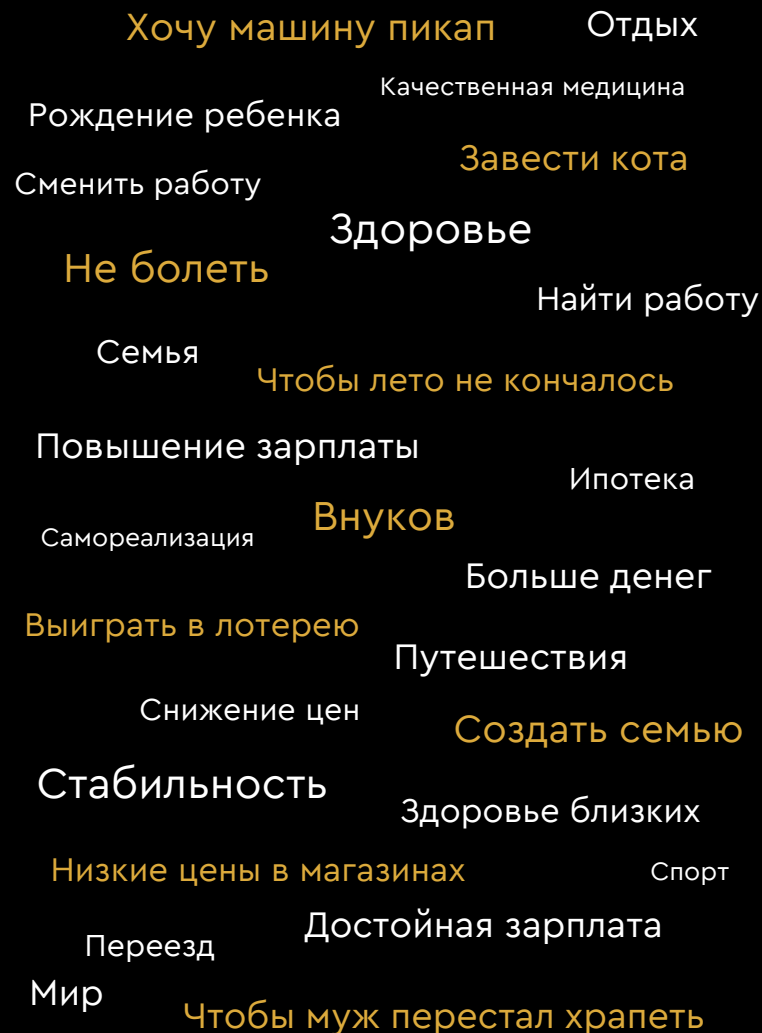 Хочу машину пикап
Отдых
Качественная медицина
Рождение ребенка
Завести кота
Сменить работу
Здоровье
Не болеть
Найти работу
Семья
Чтобы лето не кончалось
Повышение зарплаты
Ипотека
Внуков
Самореализация
Больше денег
Выиграть в лотерею
Путешествия
Снижение цен
Создать семью
Стабильность
Здоровье близких
Низкие цены в магазинах
Спорт
Достойная зарплата
Переезд
Мир
Чтобы муж перестал храпеть